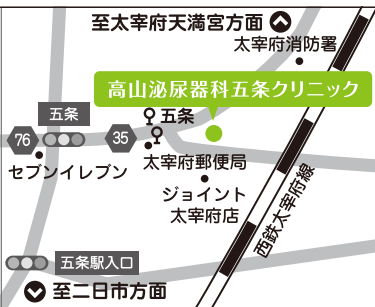 至太宰府天満宮方面
太宰府消防署
高山泌尿器科五条クリニック
五条
五条
76
35
セブンイレブン
太宰府郵便局
ジョイント
太宰府店
西鉄太宰府線
五条駅入口
至二日市方面